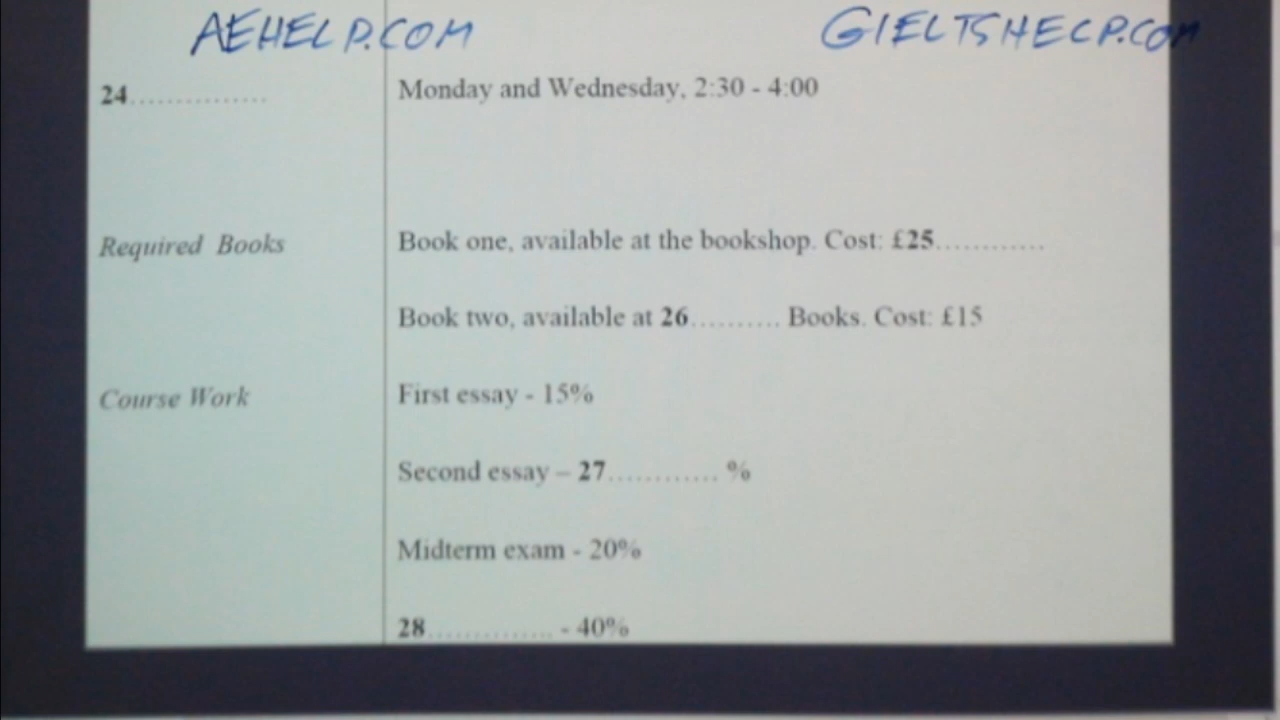 AEHELP.COM GIELTSHELP.COM
24............... Monday and Wednesday, 2:30 - 4:00
Required Books Book one, available at the bookshop. Cost: £25............
Book two, available at 26.......... Books. Cost: £15
Course Work First essay - 15%
Second essay – 27............ %
Midterm exam - 20%
28.............. - 40%